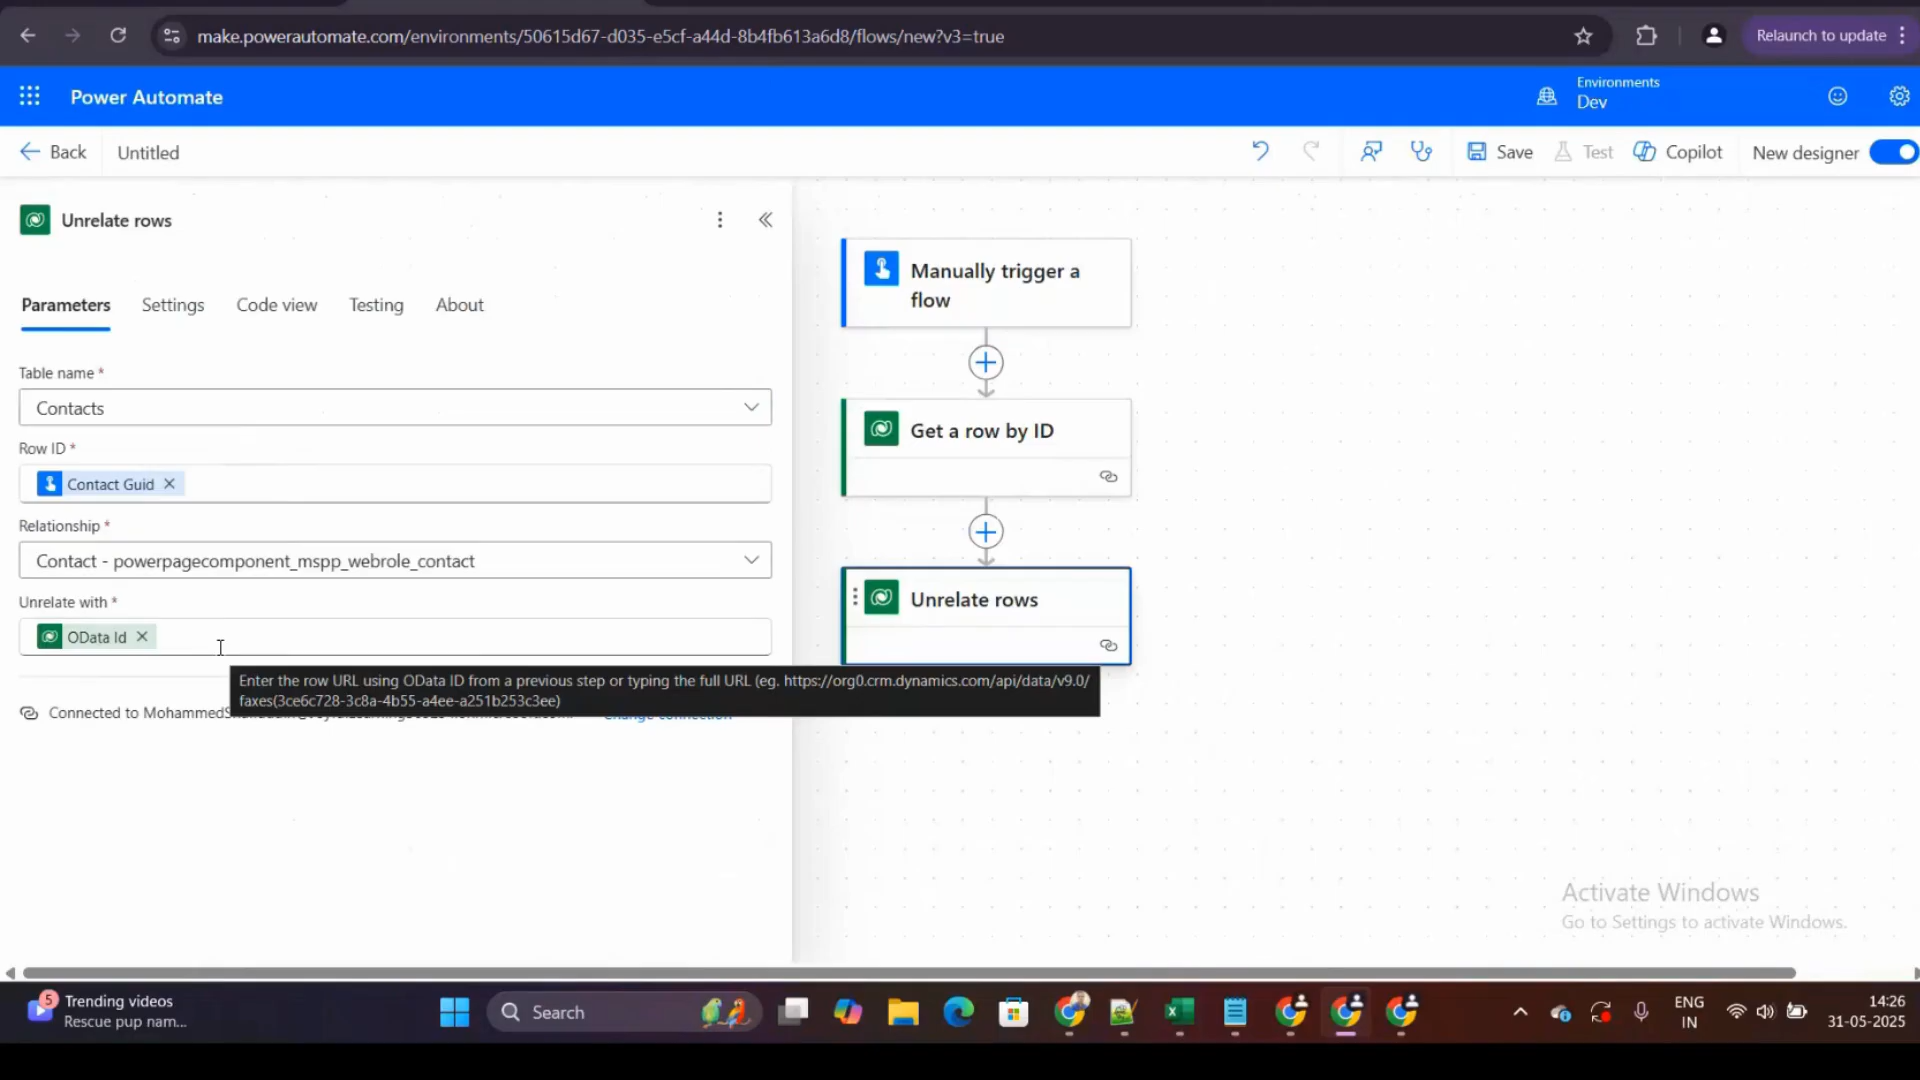 make.powerautomate.com/environments/50615d67-d035-e5cf-a44d-8b4fb613a6d8/flows/new?v3=true
Relaunch to update
Power Automate
Environments
Dev
Back
Untitled
Save
Test
Copilot
New designer
Unrelate rows
Parameters
Settings
Code view
Testing
About
Table name *
Contacts
Row ID *
Contact Guid
Relationship *
Contact - powerpagecomponent_mspp_webrole_contact
Unrelate with *
OData Id
Enter the row URL using OData ID from a previous step or typing the full URL (eg. https://org0.crm.dynamics.com/api/data/v9.0/
faxes(3ce6c728-3c8a-4b55-a4ee-a251b253c3ee)
Connected to
Change connection
Manually trigger a
flow
Get a row by ID
Unrelate rows
Activate Windows
Go to Settings to activate Windows.
5
Trending videos
Rescue pup nam...
Search
ENG
IN
14:26
31-05-2025